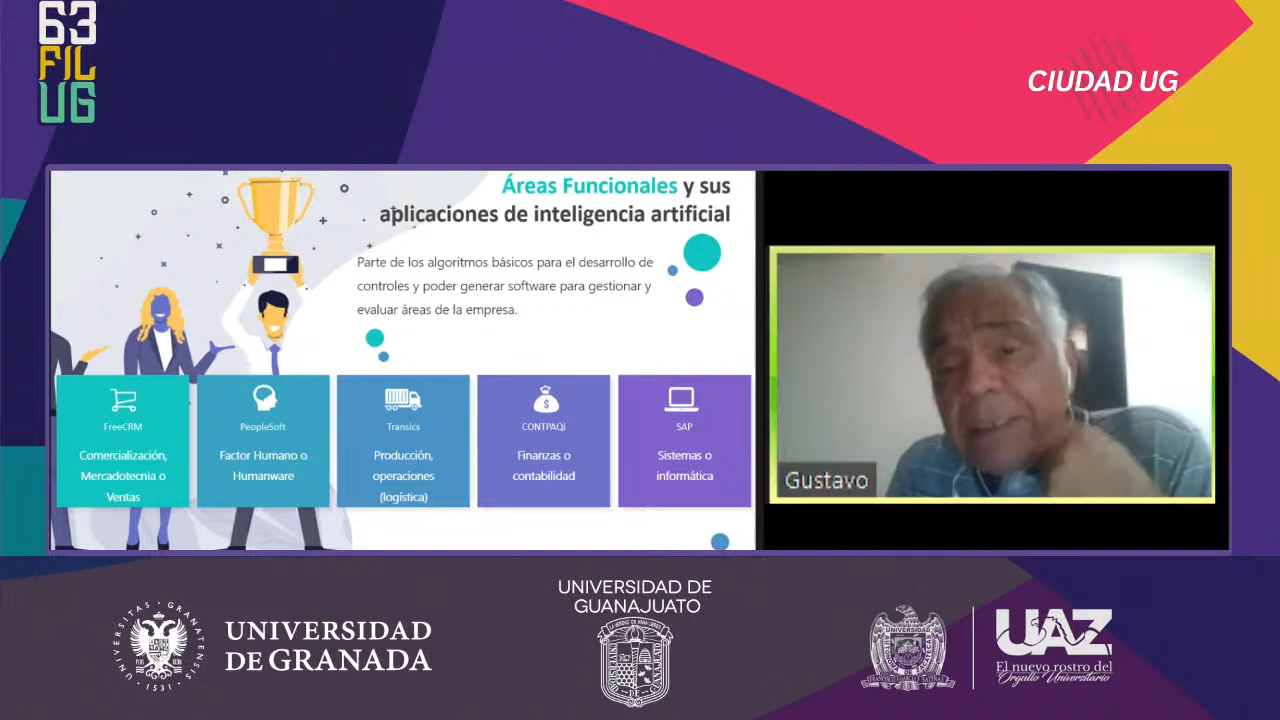 63
FIL
UG
CIUDAD UG
Áreas Funcionales y sus
aplicaciones de inteligencia artificial
Parte de los algoritmos básicos para el desarrollo de
controles y poder generar software para gestionar y
evaluar áreas de la empresa.
FreeCRM
Comercialización,
Mercadotecnia o
Ventas
PeopleSoft
Factor Humano o
Humanware
Transics
Producción,
operaciones
(logística)
CONTPAQi
Finanzas o
contabilidad
SAP
Sistemas o
informática
Gustavo
UNIVERSITAS · GRANATENSIS
1531
UNIVERSIDAD
DE GRANADA
UNIVERSIDAD DE
GUANAJUATO
UAZ
El nuevo rostro del
Orgullo Universitario